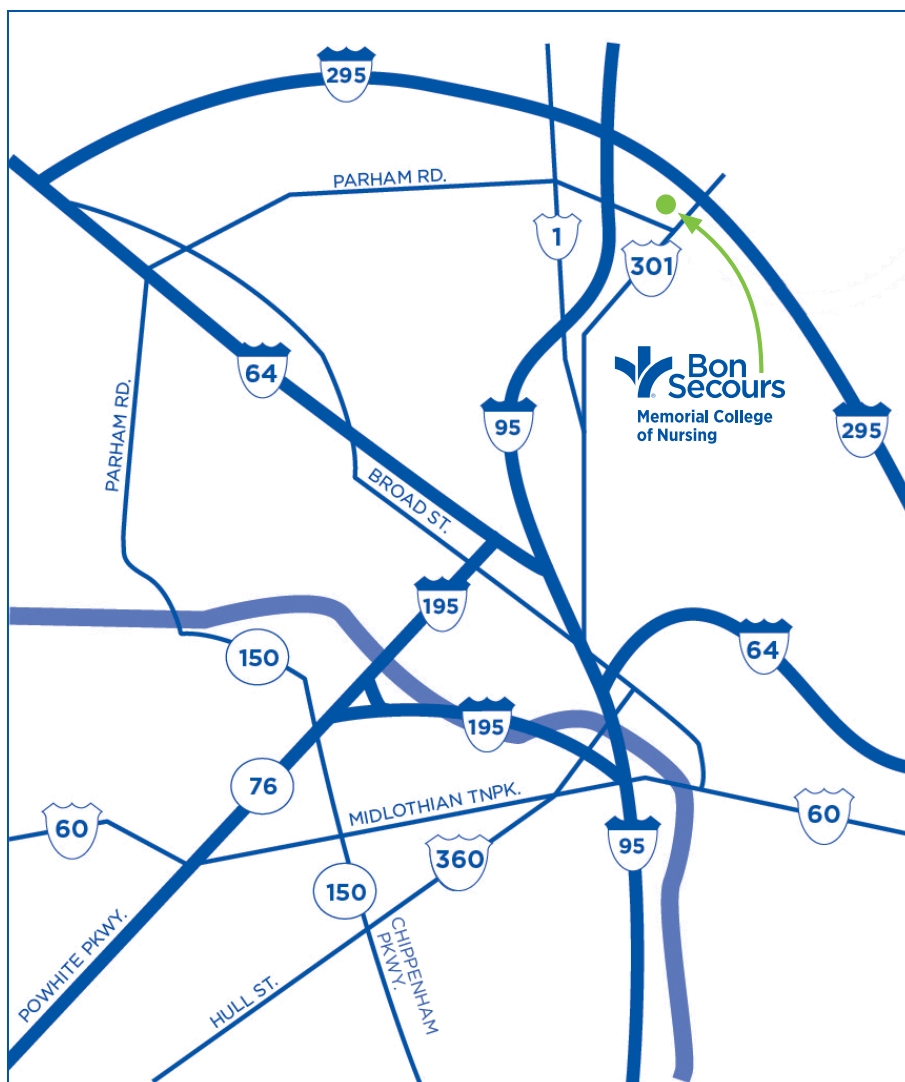 295
PARHAM RD.
1
301
64
Bon
Secours
Memorial College
of Nursing
PARHAM RD.
95
295
BROAD ST.
195
150
64
195
76
MIDLOTHIAN TNPK.
60
60
360
95
150
POWHITE PKWY.
CHIPPENHAM
PKWY.
HULL ST.